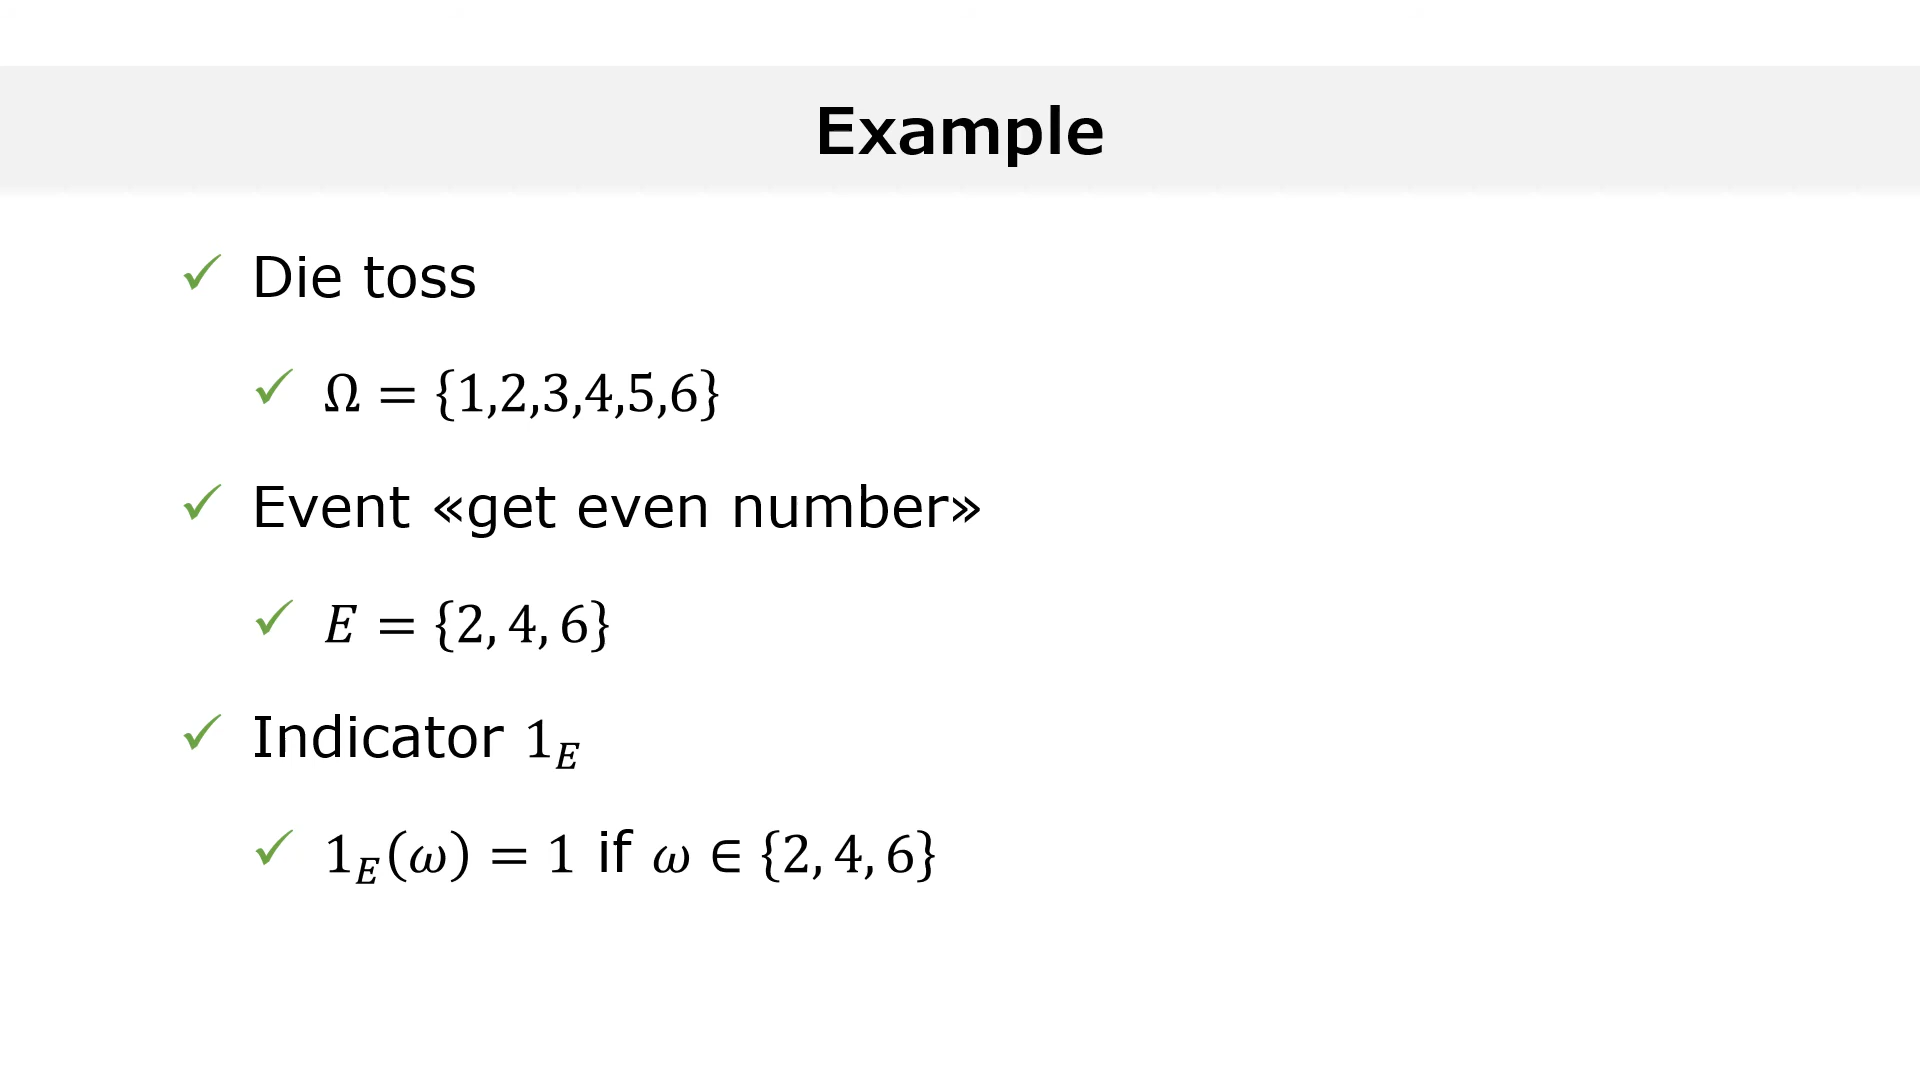 Example
Die toss
Ω = {1,2,3,4,5,6}
Event «get even number»
E = {2, 4, 6}
Indicator 1_E
1_E(ω) = 1 if ω ∈ {2, 4, 6}